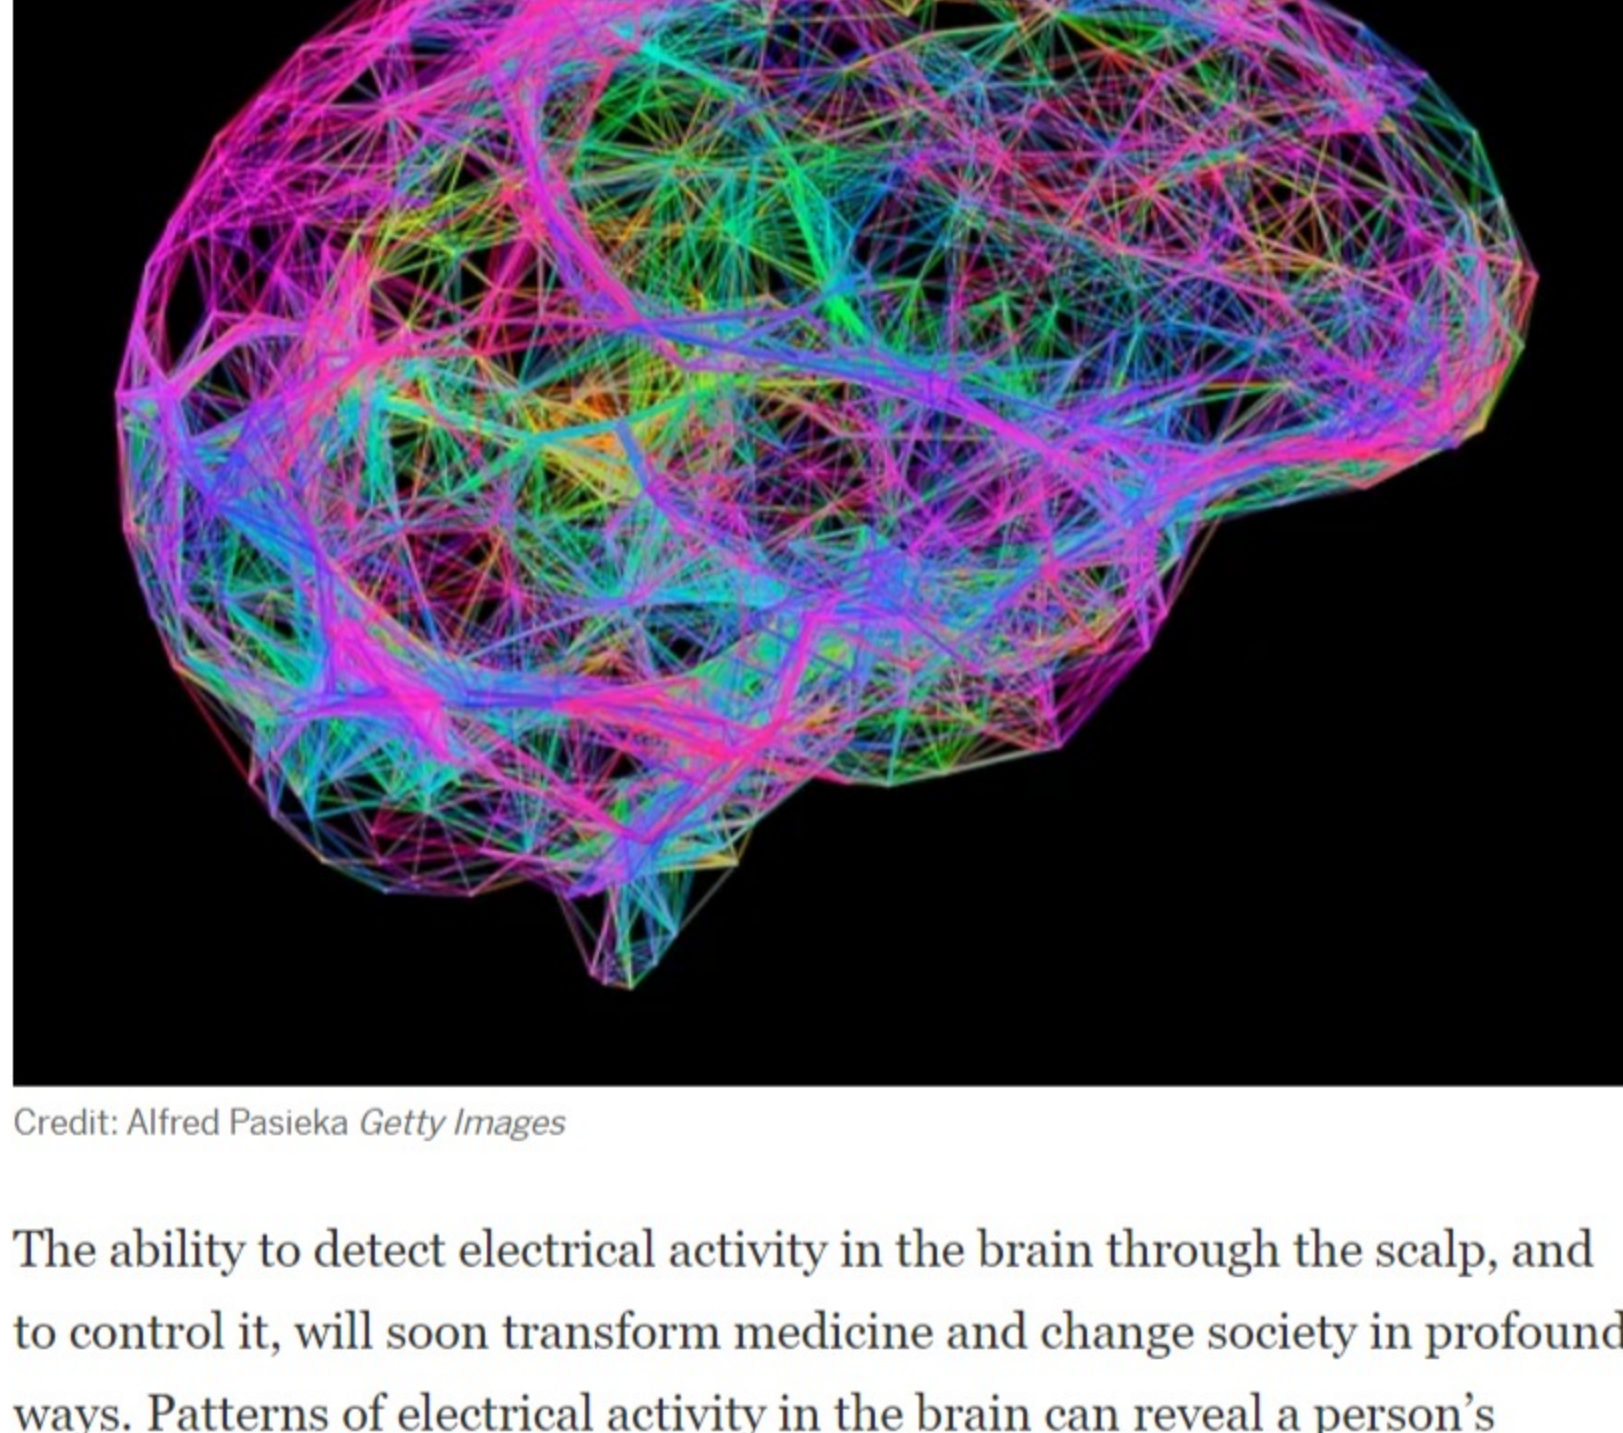 Credit: Alfred Pasieka Getty Images
The ability to detect electrical activity in the brain through the scalp, and
to control it, will soon transform medicine and change society in profound
ways. Patterns of electrical activity in the brain can reveal a person’s